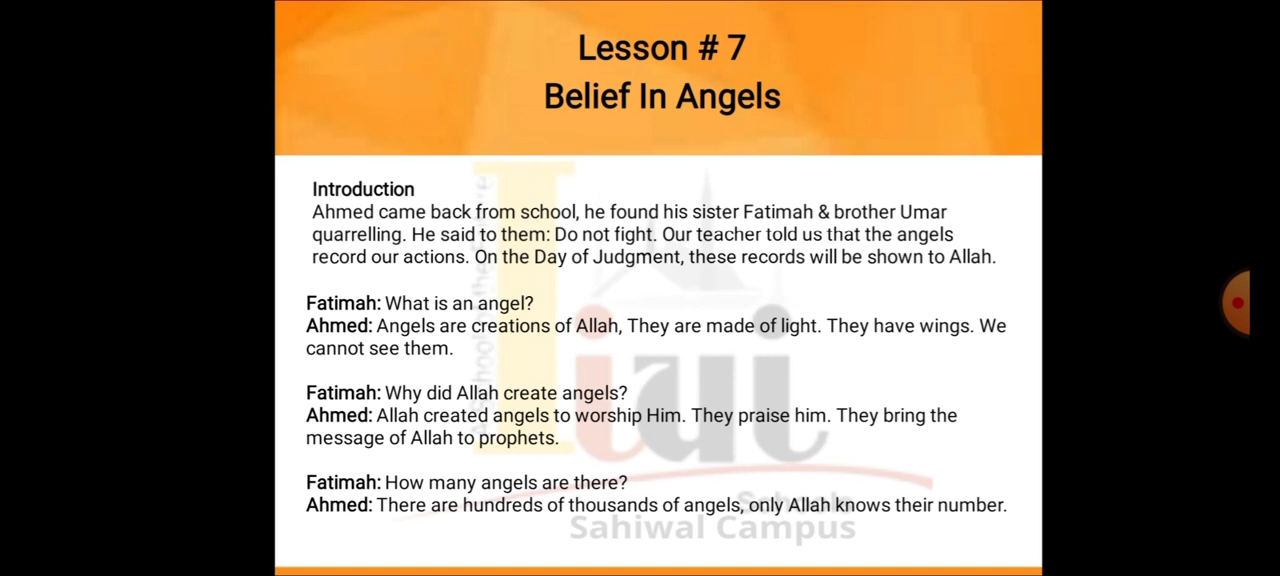 Lesson # 7
Belief In Angels
Introduction
Ahmed came back from school, he found his sister Fatimah & brother Umar
quarrelling. He said to them: Do not fight. Our teacher told us that the angels
record our actions. On the Day of Judgment, these records will be shown to Allah.
Fatimah: What is an angel?
Ahmed: Angels are creations of Allah, They are made of light. They have wings. We
cannot see them.
Fatimah: Why did Allah create angels?
Ahmed: Allah created angels to worship Him. They praise him. They bring the
message of Allah to prophets.
Fatimah: How many angels are there?
Ahmed: There are hundreds of thousands of angels, only Allah knows their number.
Schools
Sahiwal Campus